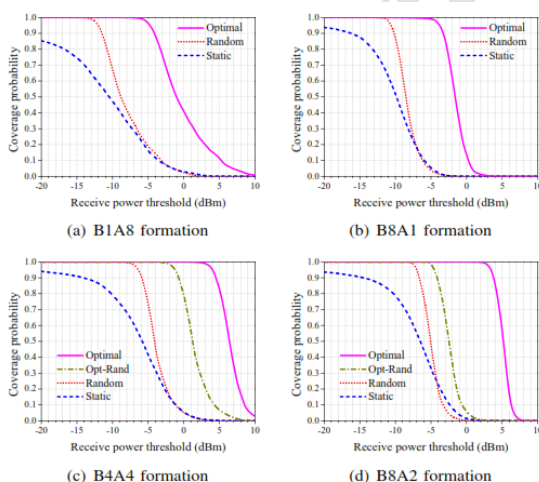 1.0
0.9
0.8
0.7
0.6
0.5
0.4
0.3
0.2
0.1
0.0
Coverage probability
Optimal
Random
Static
-20 -15 -10 -5 0 5 10
Receive power threshold (dBm)
(a) B1A8 formation
1.0
0.9
0.8
0.7
0.6
0.5
0.4
0.3
0.2
0.1
0.0
Coverage probability
Optimal
Random
Static
-20 -15 -10 -5 0 5 10
Receive power threshold (dBm)
(b) B8A1 formation
1.0
0.9
0.8
0.7
0.6
0.5
0.4
0.3
0.2
0.1
0.0
Coverage probability
Optimal
Opt-Rand
Random
Static
-20 -15 -10 -5 0 5 10
Receive power threshold (dBm)
(c) B4A4 formation
1.0
0.9
0.8
0.7
0.6
0.5
0.4
0.3
0.2
0.1
0.0
Coverage probability
Optimal
Opt-Rand
Random
Static
-20 -15 -10 -5 0 5 10
Receive power threshold (dBm)
(d) B8A2 formation